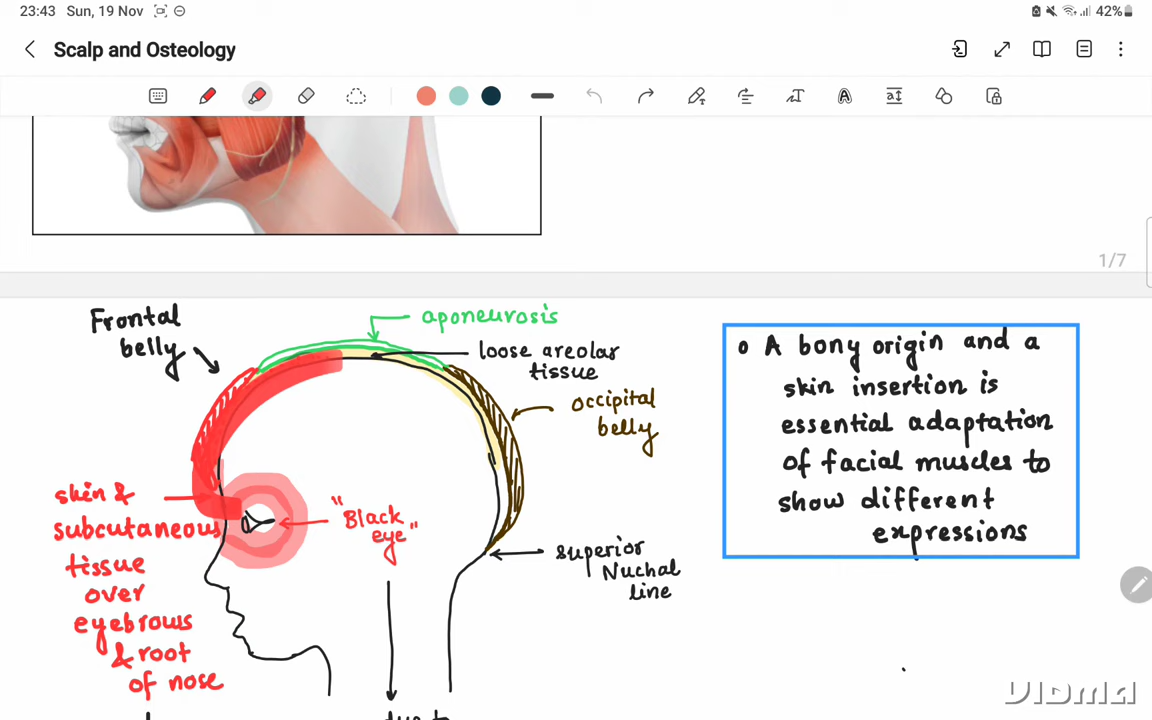 23:43 Sun, 19 Nov
42%
Scalp and Osteology
1/7
Frontal
belly
aponeurosis
loose areolar
tissue
occipital
belly
skin &
subcutaneous
tissue
over
eyebrows
& root
of nose
"Black
eye"
superior
Nuchal
line
A bony origin and a
skin insertion is
essential adaptation
of facial muscles to
show different
expressions
VIDMA